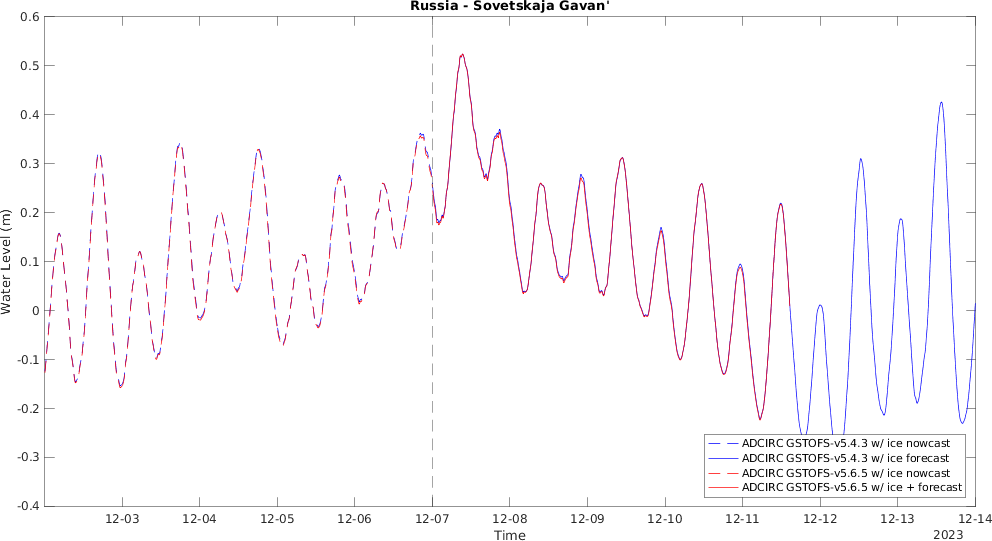 Russia - Sovetskaja Gavan'
0.6
0.5
0.4
0.3
0.2
0.1
0
-0.1
-0.2
-0.3
-0.4
Water Level (m)
ADCIRC GSTOFS-v5.4.3 w/ ice nowcast
ADCIRC GSTOFS-v5.4.3 w/ ice forecast
ADCIRC GSTOFS-v5.6.5 w/ ice nowcast
ADCIRC GSTOFS-v5.6.5 w/ ice + forecast
12-03 12-04 12-05 12-06 12-07 12-08 12-09 12-10 12-11 12-12 12-13 12-14
Time
2023